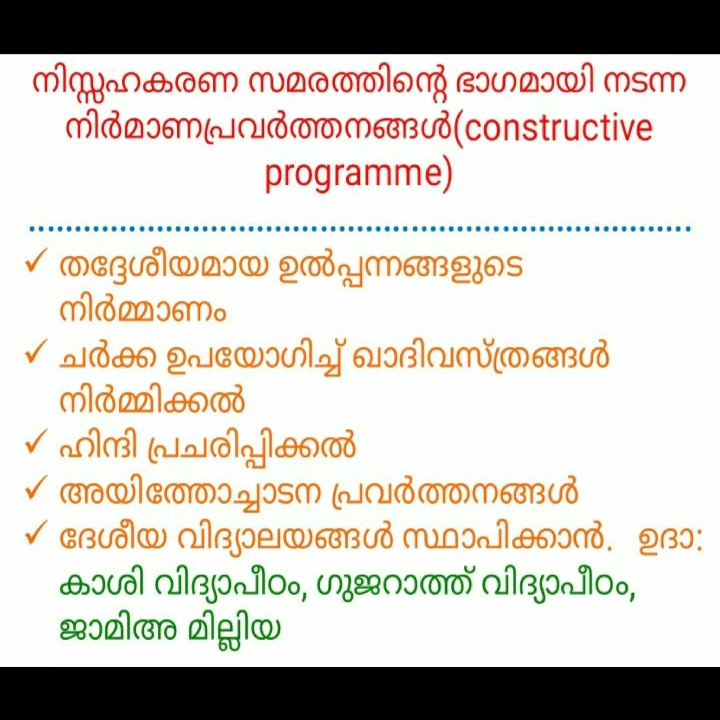 നിസ്സഹകരണ സമരത്തിന്റെ ഭാഗമായി നടന്ന
നിർമാണപ്രവർത്തനങ്ങൾ(constructive
programme)
✓ തദ്ദേശീയമായ ഉൽപ്പന്നങ്ങളുടെ
നിർമ്മാണം
✓ ചർക്ക ഉപയോഗിച്ച് ഖാദിവസ്ത്രങ്ങൾ
നിർമ്മിക്കൽ
✓ ഹിന്ദി പ്രചരിപ്പിക്കൽ
✓ അയിത്തോച്ചാടന പ്രവർത്തനങ്ങൾ
✓ ദേശീയ വിദ്യാലയങ്ങൾ സ്ഥാപിക്കാൻ. ഉദാ:
കാശി വിദ്യാപീഠം, ഗുജറാത്ത് വിദ്യാപീഠം,
ജാമിഅ മില്ലിയ